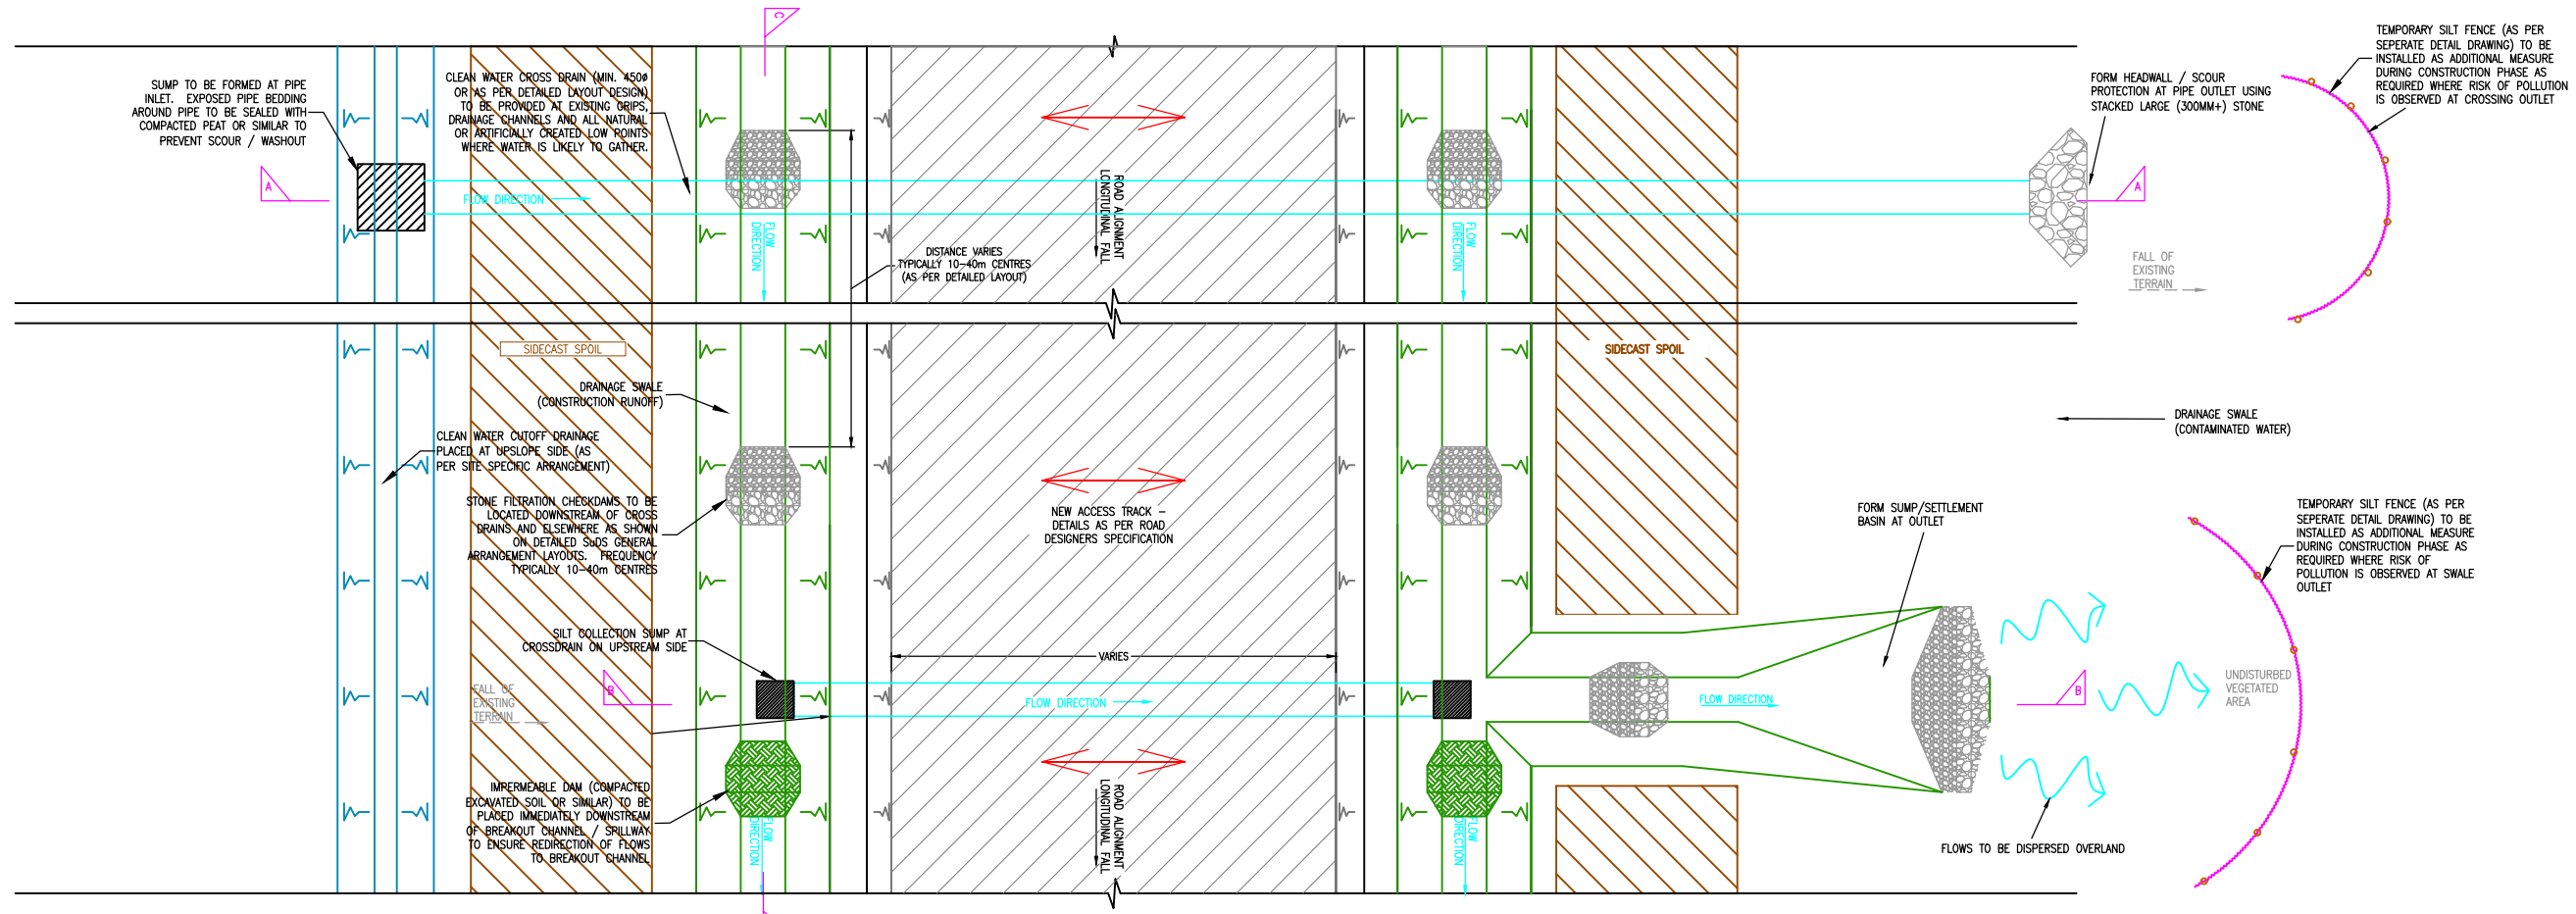 C
SUMP TO BE FORMED AT PIPE
INLET. EXPOSED PIPE BEDDING
AROUND PIPE TO BE SEALED WITH
COMPACTED PEAT OR SIMILAR TO
PREVENT SCOUR / WASHOUT
CLEAN WATER CROSS DRAIN (MIN. 450ø
OR AS PER DETAILED LAYOUT DESIGN)
TO BE PROVIDED AT EXISTING GRIPS,
DRAINAGE CHANNELS AND ALL NATURAL
OR ARTIFICIALLY CREATED LOW POINTS
WHERE WATER IS LIKELY TO GATHER.
FORM HEADWALL / SCOUR
PROTECTION AT PIPE OUTLET USING
STACKED LARGE (300MM+) STONE
TEMPORARY SILT FENCE (AS PER
SEPERATE DETAIL DRAWING) TO BE
INSTALLED AS ADDITIONAL MEASURE
DURING CONSTRUCTION PHASE AS
REQUIRED WHERE RISK OF POLLUTION
IS OBSERVED AT CROSSING OUTLET
A
FLOW DIRECTION
FLOW
DIRECTION
ROAD ALIGNMENT
LONGITUDINAL FALL
FLOW
DIRECTION
A
DISTANCE VARIES
TYPICALLY 10-40m CENTRES
(AS PER DETAILED LAYOUT)
FALL OF
EXISTING
TERRAIN
SIDECAST SPOIL
SIDECAST SPOIL
DRAINAGE SWALE
(CONSTRUCTION RUNOFF)
DRAINAGE SWALE
(CONTAMINATED WATER)
CLEAN WATER CUTOFF DRAINAGE
PLACED AT UPSLOPE SIDE (AS
PER SITE SPECIFIC ARRANGEMENT)
STONE FILTRATION CHECKDAMS TO BE
LOCATED DOWNSTREAM OF CROSS
DRAINS AND ELSEWHERE AS SHOWN
ON DETAILED SuDS GENERAL
ARRANGEMENT LAYOUTS. FREQUENCY
TYPICALLY 10-40m CENTRES
NEW ACCESS TRACK -
DETAILS AS PER ROAD
DESIGNERS SPECIFICATION
FORM SUMP/SETTLEMENT
BASIN AT OUTLET
TEMPORARY SILT FENCE (AS PER
SEPERATE DETAIL DRAWING) TO BE
INSTALLED AS ADDITIONAL MEASURE
DURING CONSTRUCTION PHASE AS
REQUIRED WHERE RISK OF
POLLUTION IS OBSERVED AT SWALE
OUTLET
SILT COLLECTION SUMP AT
CROSSDRAIN ON UPSTREAM SIDE
VARIES
FALL OF
EXISTING
TERRAIN
B
FLOW DIRECTION
FLOW DIRECTION
B
UNDISTURBED
VEGETATED
AREA
IMPERMEABLE DAM (COMPACTED
EXCAVATED SOIL OR SIMILAR) TO BE
PLACED IMMEDIATELY DOWNSTREAM
OF BREAKOUT CHANNEL / SPILLWAY
TO ENSURE REDIRECTION OF FLOWS
TO BREAKOUT CHANNEL
FLOW
DIRECTION
ROAD ALIGNMENT
LONGITUDINAL FALL
FLOW
DIRECTION
FLOWS TO BE DISPERSED OVERLAND